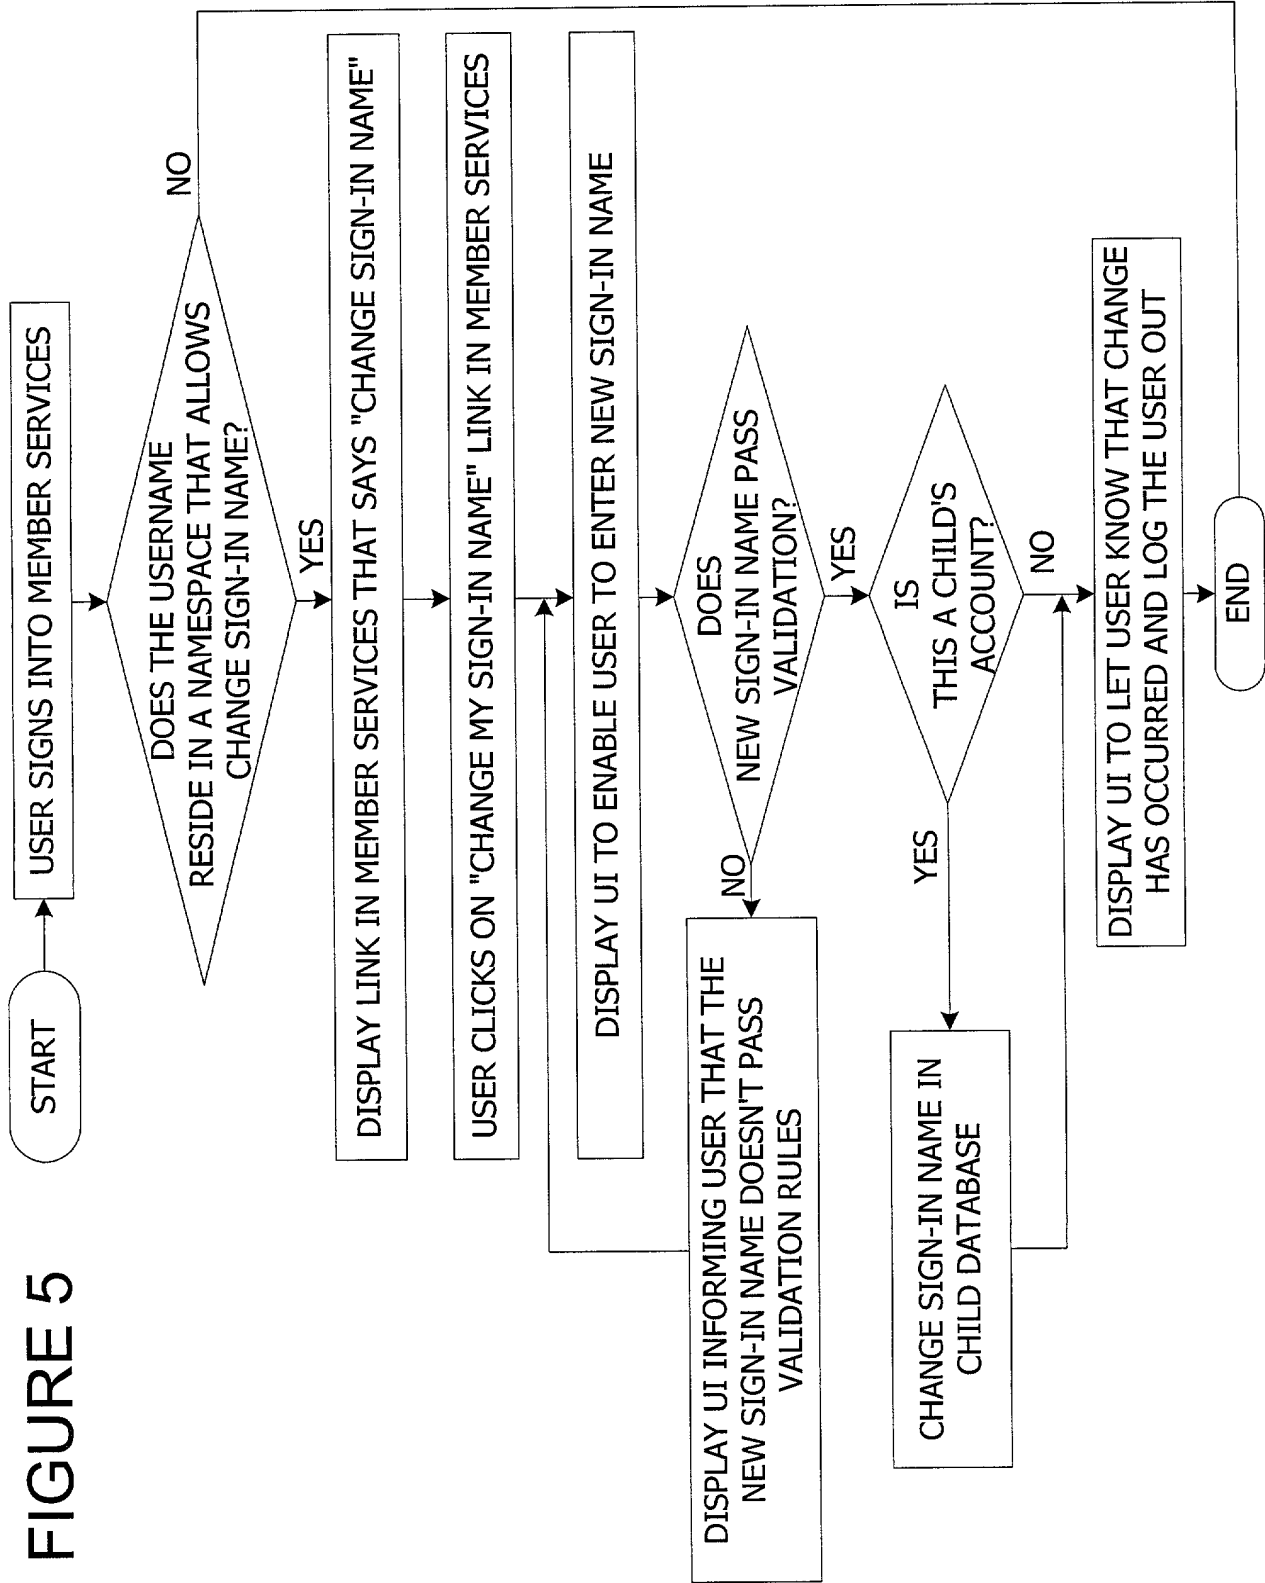 FIGURE 5
START
USER SIGNS INTO MEMBER SERVICES
DOES THE USERNAME
RESIDE IN A NAMESPACE THAT ALLOWS
CHANGE SIGN-IN NAME?
NO
YES
DISPLAY LINK IN MEMBER SERVICES THAT SAYS "CHANGE SIGN-IN NAME"
USER CLICKS ON "CHANGE MY SIGN-IN NAME" LINK IN MEMBER SERVICES
DISPLAY UI TO ENABLE USER TO ENTER NEW SIGN-IN NAME
DOES
NEW SIGN-IN NAME PASS
VALIDATION?
NO
DISPLAY UI INFORMING USER THAT THE
NEW SIGN-IN NAME DOESN'T PASS
VALIDATION RULES
YES
IS
THIS A CHILD'S
ACCOUNT?
YES
CHANGE SIGN-IN NAME IN
CHILD DATABASE
NO
DISPLAY UI TO LET USER KNOW THAT CHANGE
HAS OCCURRED AND LOG THE USER OUT
END